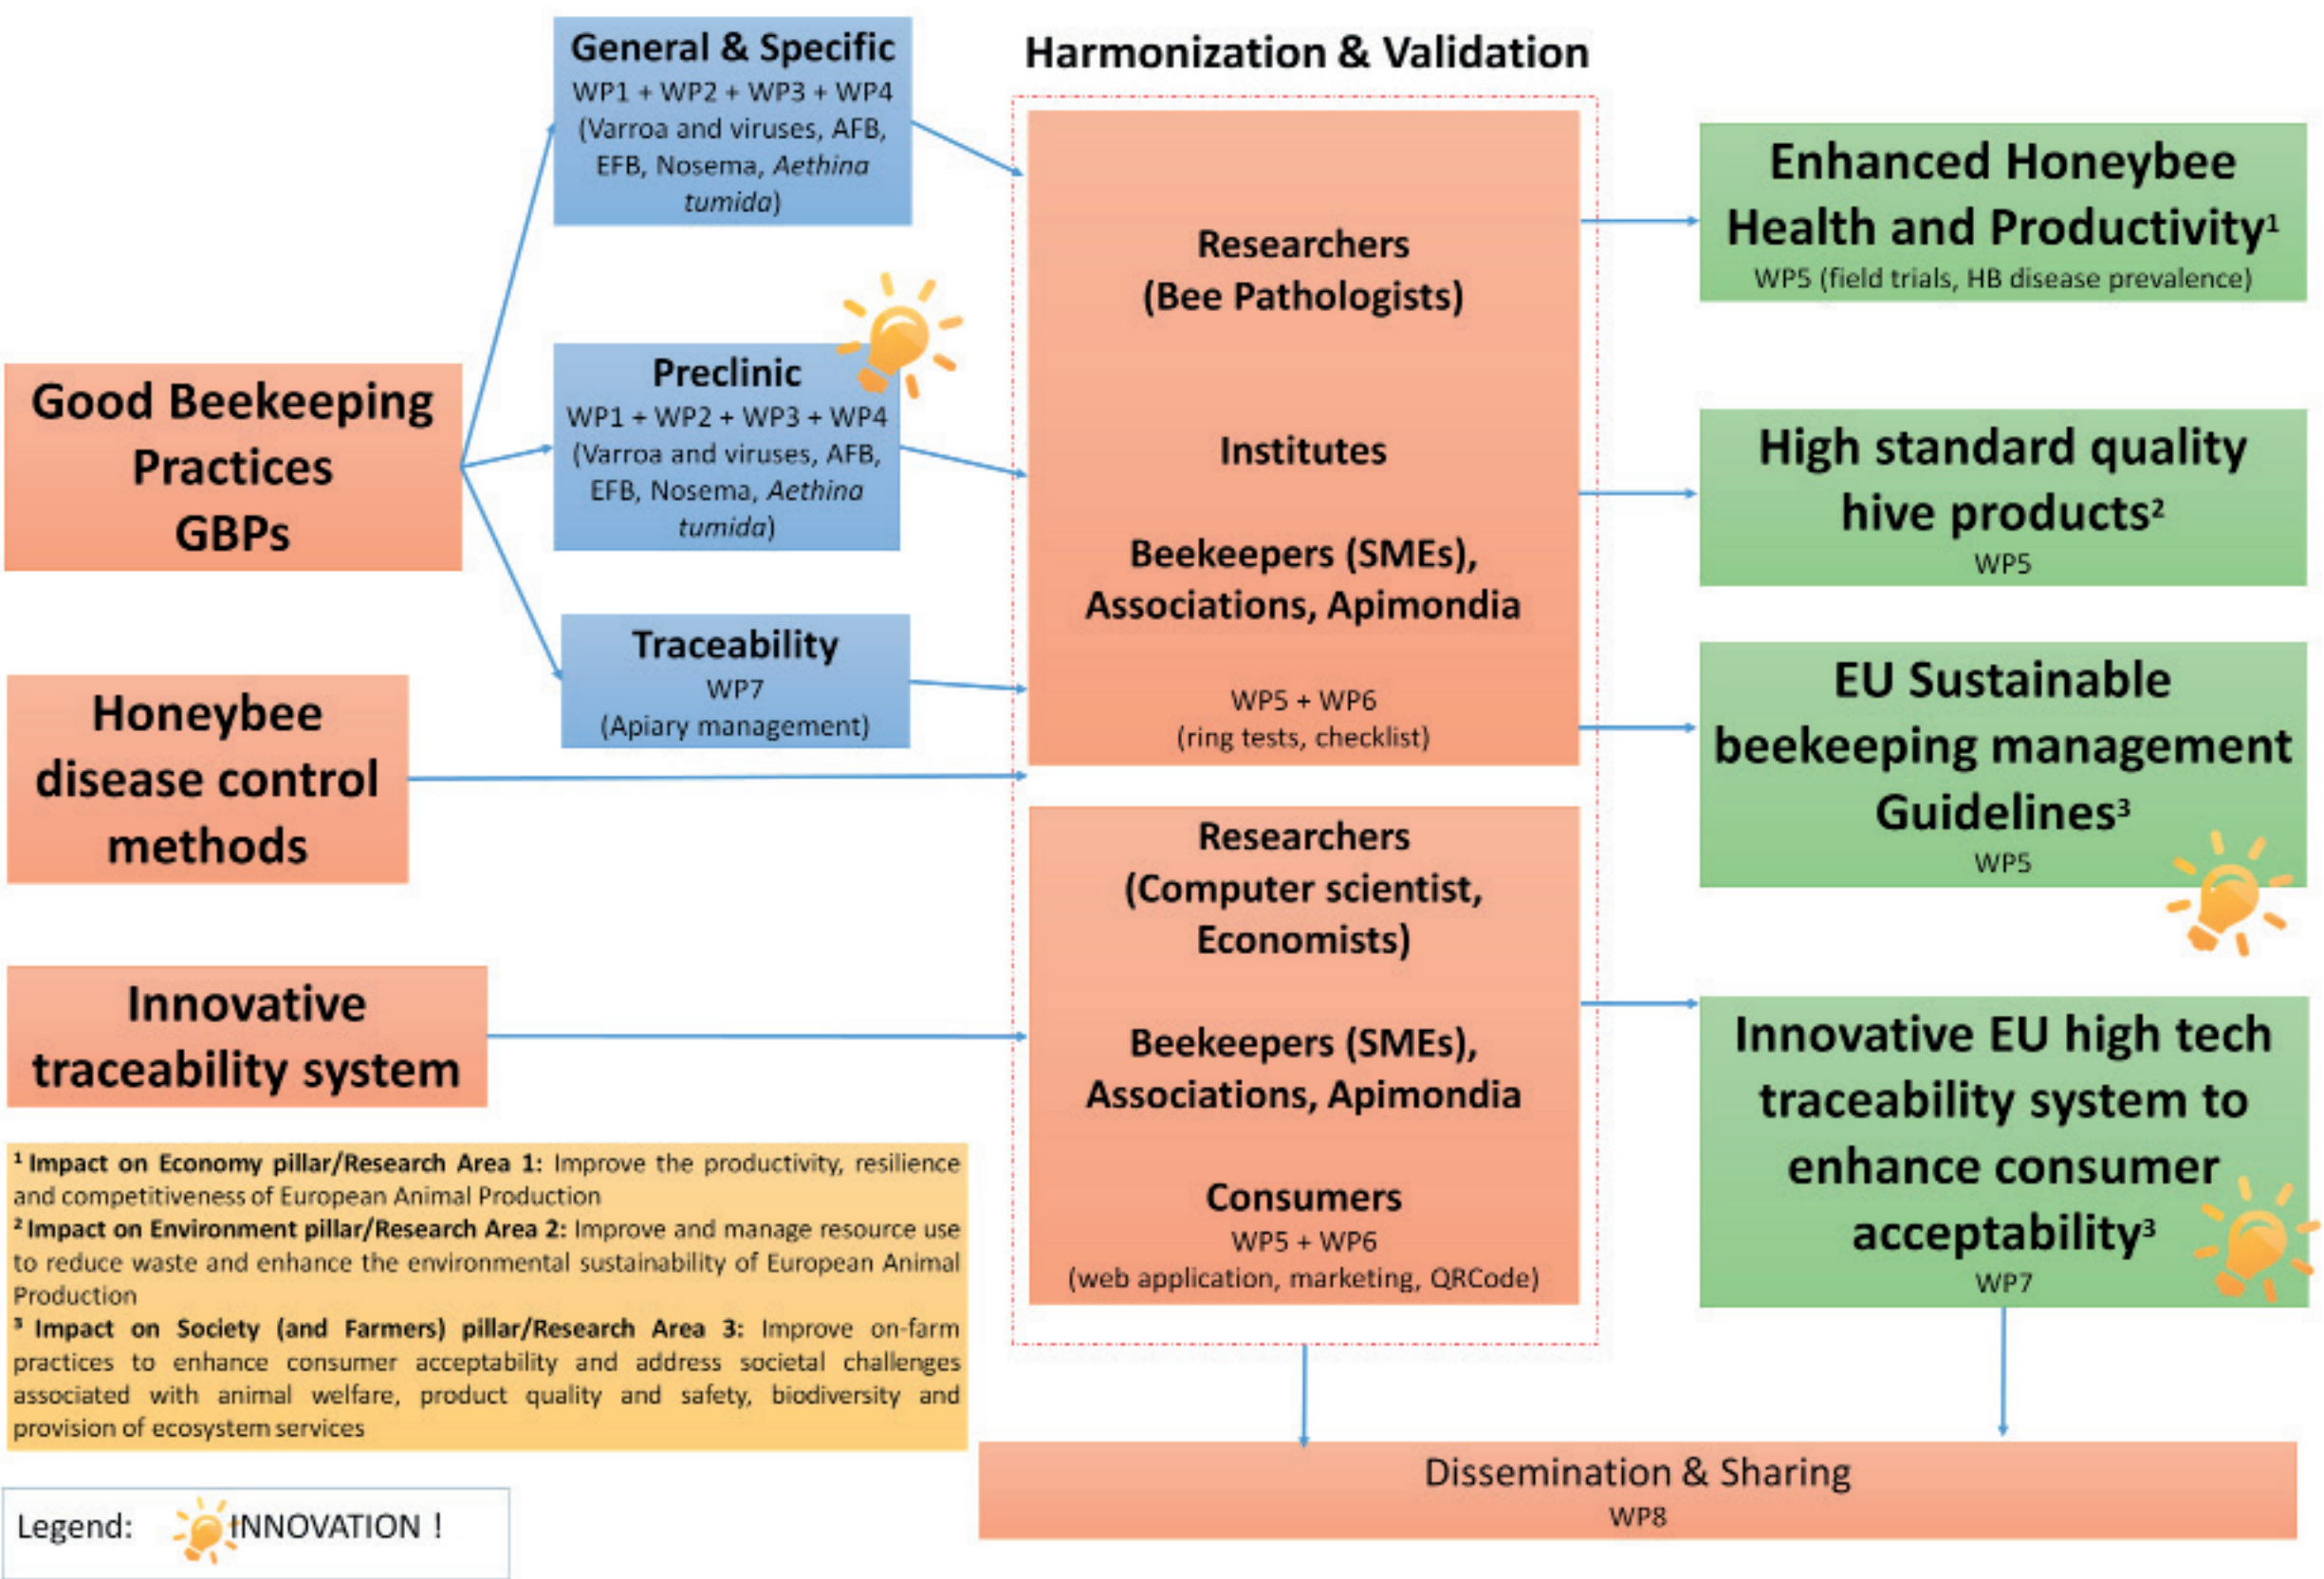 General & Specific
WP1 + WP2 + WP3 + WP4
(Varroa and viruses, AFB,
EFB, Nosema, Aethina
tumida)
Harmonization & Validation
Good Beekeeping
Practices
GBPs
Preclinic
WP1 + WP2 + WP3 + WP4
(Varroa and viruses, AFB,
EFB, Nosema, Aethina
tumida)
Traceability
WP7
(Apiary management)
Honeybee
disease control
methods
Innovative
traceability system
Researchers
(Bee Pathologists)
Institutes
Beekeepers (SMEs),
Associations, Apimondia
WP5 + WP6
(ring tests, checklist)
Researchers
(Computer scientist,
Economists)
Beekeepers (SMEs),
Associations, Apimondia
Consumers
WP5 + WP6
(web application, marketing, QRCode)
Enhanced Honeybee
Health and Productivity¹
WP5 (field trials, HB disease prevalence)
High standard quality
hive products²
WP5
EU Sustainable
beekeeping management
Guidelines³
WP5
Innovative EU high tech
traceability system to
enhance consumer
acceptability³
WP7
¹ Impact on Economy pillar/Research Area 1: Improve the productivity, resilience
and competitiveness of European Animal Production
² Impact on Environment pillar/Research Area 2: Improve and manage resource use
to reduce waste and enhance the environmental sustainability of European Animal
Production
³ Impact on Society (and Farmers) pillar/Research Area 3: Improve on-farm
practices to enhance consumer acceptability and address societal challenges
associated with animal welfare, product quality and safety, biodiversity and
provision of ecosystem services
Dissemination & Sharing
WP8
Legend: INNOVATION !